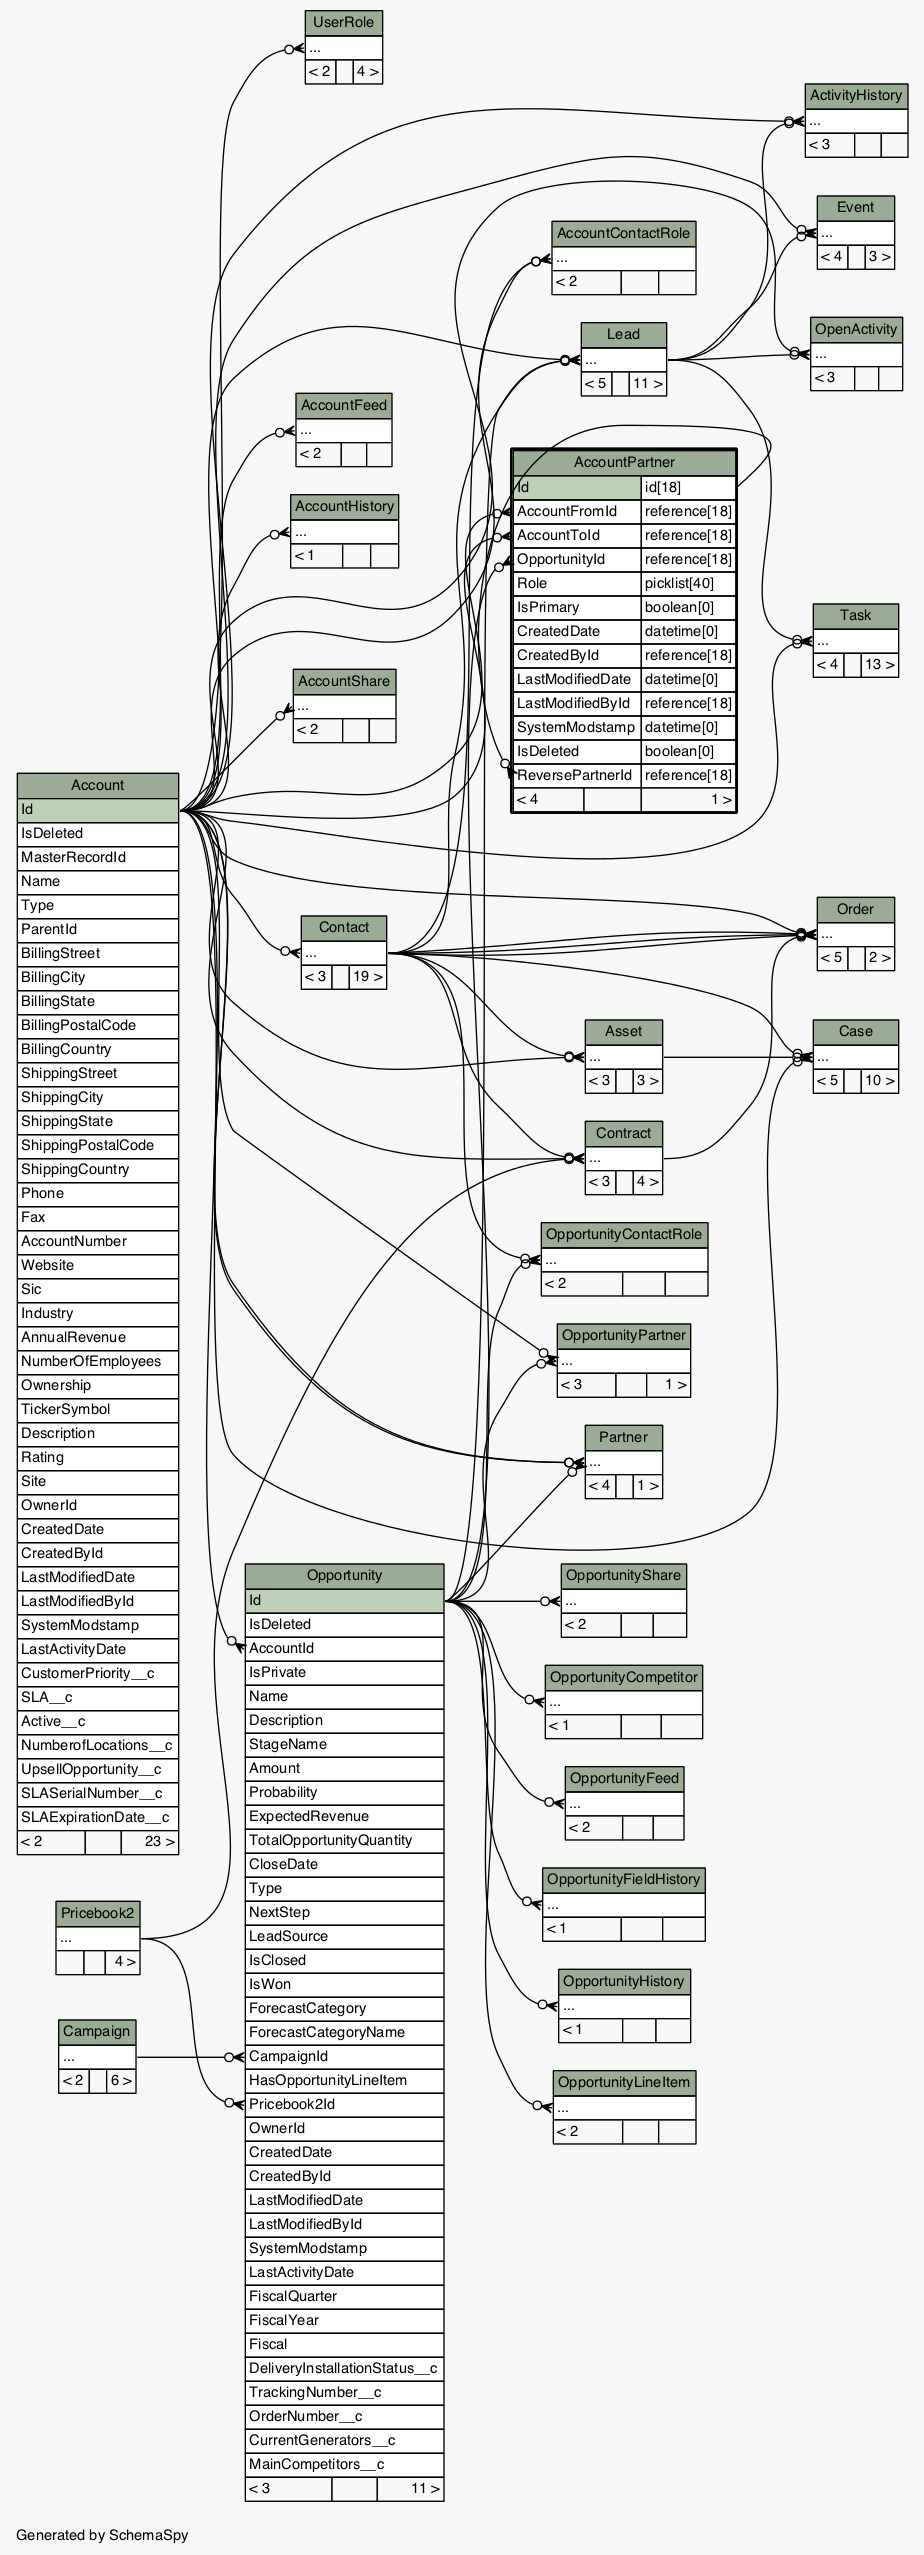 UserRole
...
< 2 4 >
ActivityHistory
...
< 3
Event
...
< 4 3 >
AccountContactRole
...
< 2
OpenActivity
...
< 3
Lead
...
< 5 11 >
AccountFeed
...
< 2
AccountHistory
...
< 1
AccountPartner
Id id[18]
AccountFromId reference[18]
AccountToId reference[18]
OpportunityId reference[18]
Role picklist[40]
IsPrimary boolean[0]
CreatedDate datetime[0]
CreatedById reference[18]
LastModifiedDate datetime[0]
LastModifiedById reference[18]
SystemModstamp datetime[0]
IsDeleted boolean[0]
ReversePartnerId reference[18]
< 4 1 >
Task
...
< 4 13 >
AccountShare
...
< 2
Account
Id
IsDeleted
MasterRecordId
Name
Type
ParentId
BillingStreet
BillingCity
BillingState
BillingPostalCode
BillingCountry
ShippingStreet
ShippingCity
ShippingState
ShippingPostalCode
ShippingCountry
Phone
Fax
AccountNumber
Website
Sic
Industry
AnnualRevenue
NumberOfEmployees
Ownership
TickerSymbol
Description
Rating
Site
OwnerId
CreatedDate
CreatedById
LastModifiedDate
LastModifiedById
SystemModstamp
LastActivityDate
CustomerPriority__c
SLA__c
Active__c
NumberofLocations__c
UpsellOpportunity__c
SLASerialNumber__c
SLAExpirationDate__c
< 2 23 >
Contact
...
< 3 19 >
Order
...
< 5 2 >
Asset
...
< 3 3 >
Case
...
< 5 10 >
Contract
...
< 3 4 >
OpportunityContactRole
...
< 2
OpportunityPartner
...
< 3 1 >
Partner
...
< 4 1 >
Opportunity
Id
IsDeleted
AccountId
IsPrivate
Name
Description
StageName
Amount
Probability
ExpectedRevenue
TotalOpportunityQuantity
CloseDate
Type
NextStep
LeadSource
IsClosed
IsWon
ForecastCategory
ForecastCategoryName
CampaignId
HasOpportunityLineItem
Pricebook2Id
OwnerId
CreatedDate
CreatedById
LastModifiedDate
LastModifiedById
SystemModstamp
LastActivityDate
FiscalQuarter
FiscalYear
Fiscal
DeliveryInstallationStatus__c
TrackingNumber__c
OrderNumber__c
CurrentGenerators__c
MainCompetitors__c
< 3 11 >
OpportunityShare
...
< 2
OpportunityCompetitor
...
< 1
OpportunityFeed
...
< 2
OpportunityFieldHistory
...
< 1
OpportunityHistory
...
< 1
OpportunityLineItem
...
< 2
Pricebook2
...
4 >
Campaign
...
< 2 6 >
Generated by SchemaSpy